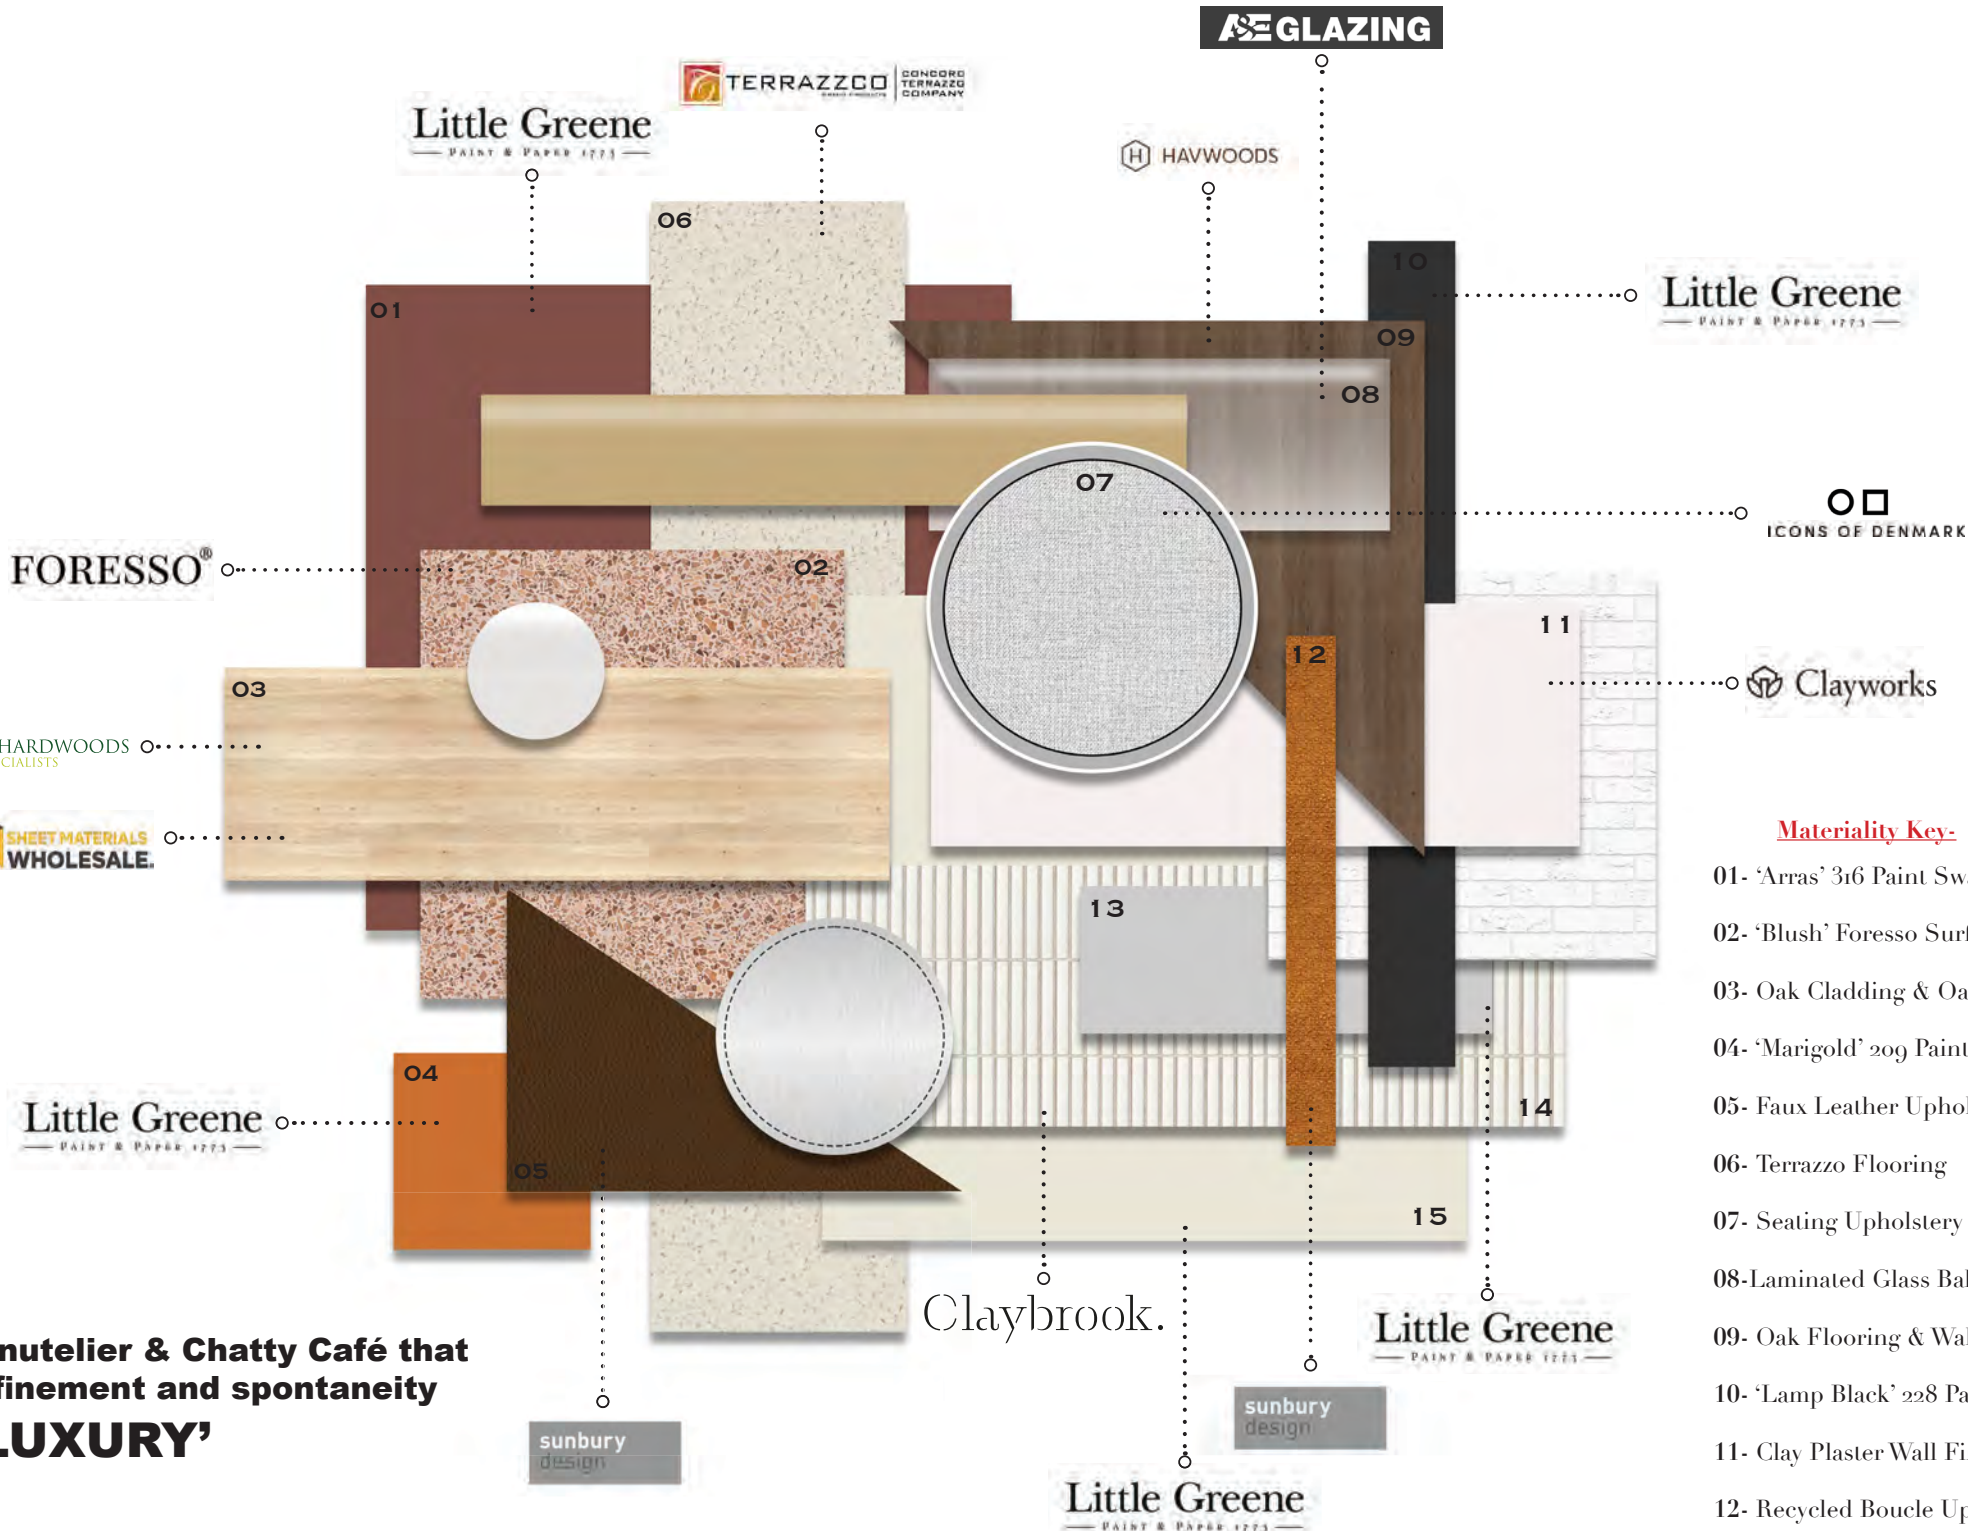 A&E GLAZING
TERRAZZCO
CONCORD
TERRAZZO
COMPANY
Little Greene
PAINT & PAPER 1773
HAVWOODS
06
10
Little Greene
PAINT & PAPER 1773
01
09
08
07
ICONS OF DENMARK
FORESSO®
02
11
12
Clayworks
03
HARDWOODS
CIALISTS
SHEET MATERIALS
WHOLESALE.
Materiality Key-
01- ‘Arras’ 316 Paint Sw
02- ‘Blush’ Foresso Sur
03- Oak Cladding & Oa
04- ‘Marigold’ 209 Paint
05- Faux Leather Uphol
06- Terrazzo Flooring
07- Seating Upholstery
08-Laminated Glass Bal
09- Oak Flooring & Wal
10- ‘Lamp Black’ 228 Pa
11- Clay Plaster Wall Fi
12- Recycled Boucle Up
13
04
Little Greene
PAINT & PAPER 1773
14
05
15
Claybrook.
Little Greene
PAINT & PAPER 1773
nutelier & Chatty Café that
finement and spontaneity
LUXURY’
sunbury
design
sunbury
design
Little Greene
PAINT & PAPER 1773